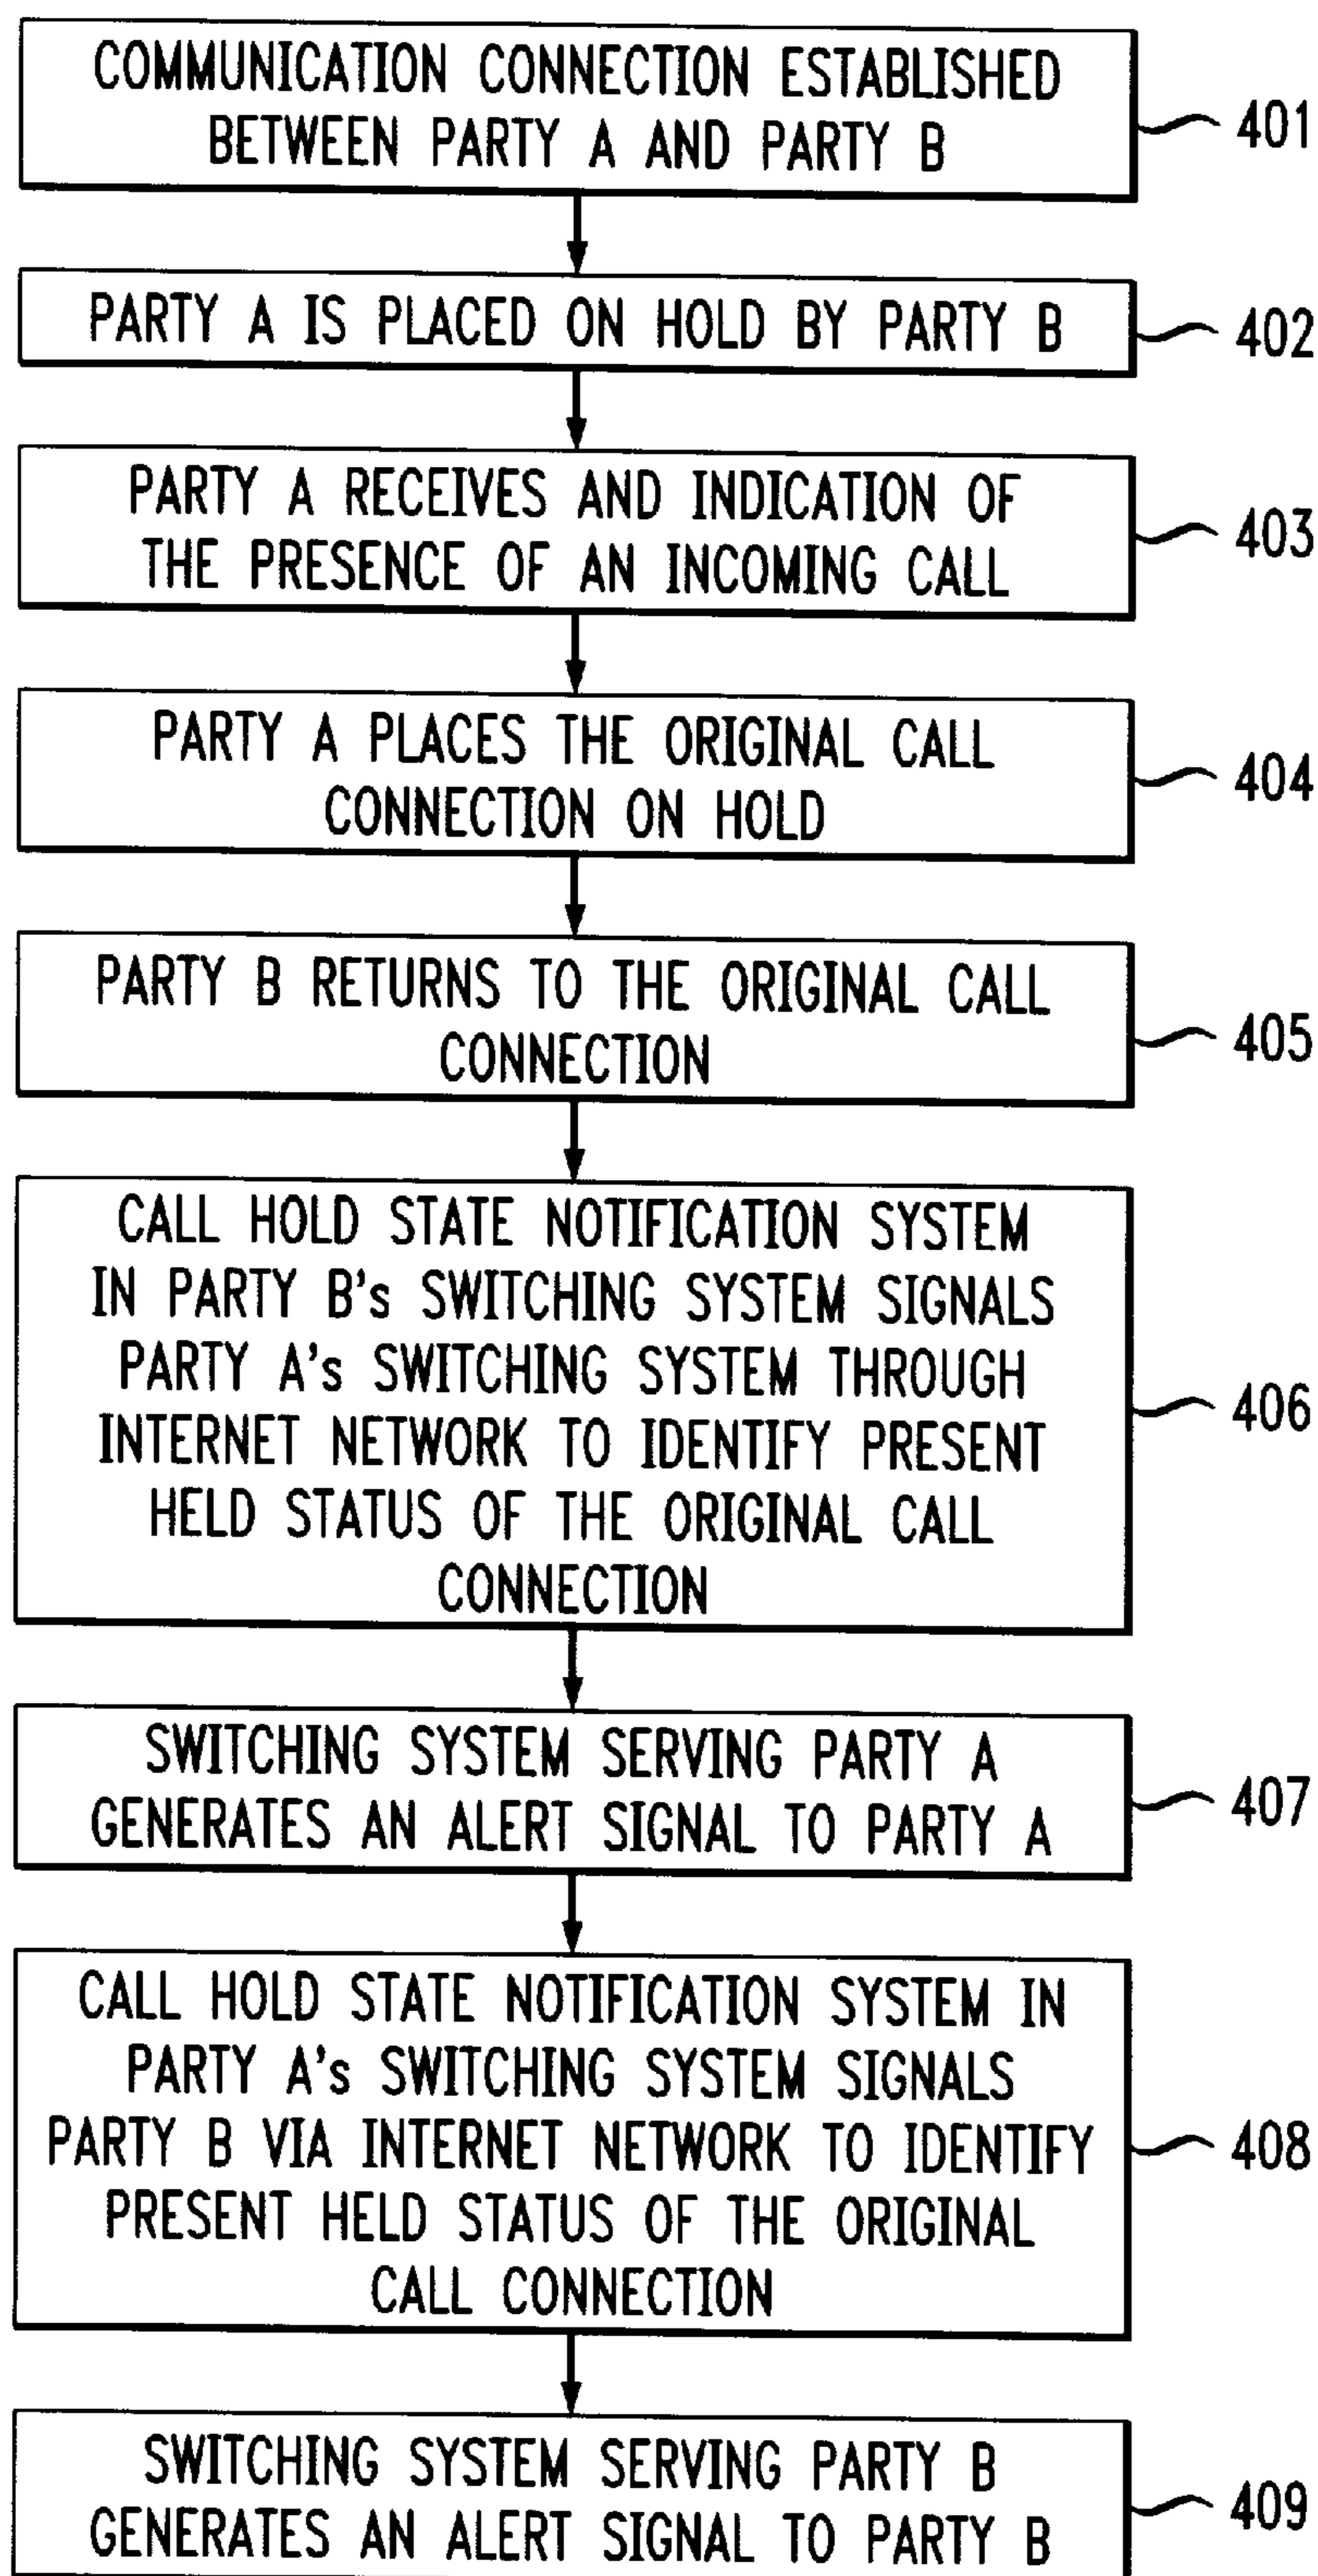 COMMUNICATION CONNECTION ESTABLISHED
BETWEEN PARTY A AND PARTY B
401
PARTY A IS PLACED ON HOLD BY PARTY B
402
PARTY A RECEIVES AND INDICATION OF
THE PRESENCE OF AN INCOMING CALL
403
PARTY A PLACES THE ORIGINAL CALL
CONNECTION ON HOLD
404
PARTY B RETURNS TO THE ORIGINAL CALL
CONNECTION
405
CALL HOLD STATE NOTIFICATION SYSTEM
IN PARTY B's SWITCHING SYSTEM SIGNALS
PARTY A's SWITCHING SYSTEM THROUGH
INTERNET NETWORK TO IDENTIFY PRESENT
HELD STATUS OF THE ORIGINAL CALL
CONNECTION
406
SWITCHING SYSTEM SERVING PARTY A
GENERATES AN ALERT SIGNAL TO PARTY A
407
CALL HOLD STATE NOTIFICATION SYSTEM IN
PARTY A's SWITCHING SYSTEM SIGNALS
PARTY B VIA INTERNET NETWORK TO IDENTIFY
PRESENT HELD STATUS OF THE ORIGINAL
CALL CONNECTION
408
SWITCHING SYSTEM SERVING PARTY B
GENERATES AN ALERT SIGNAL TO PARTY B
409